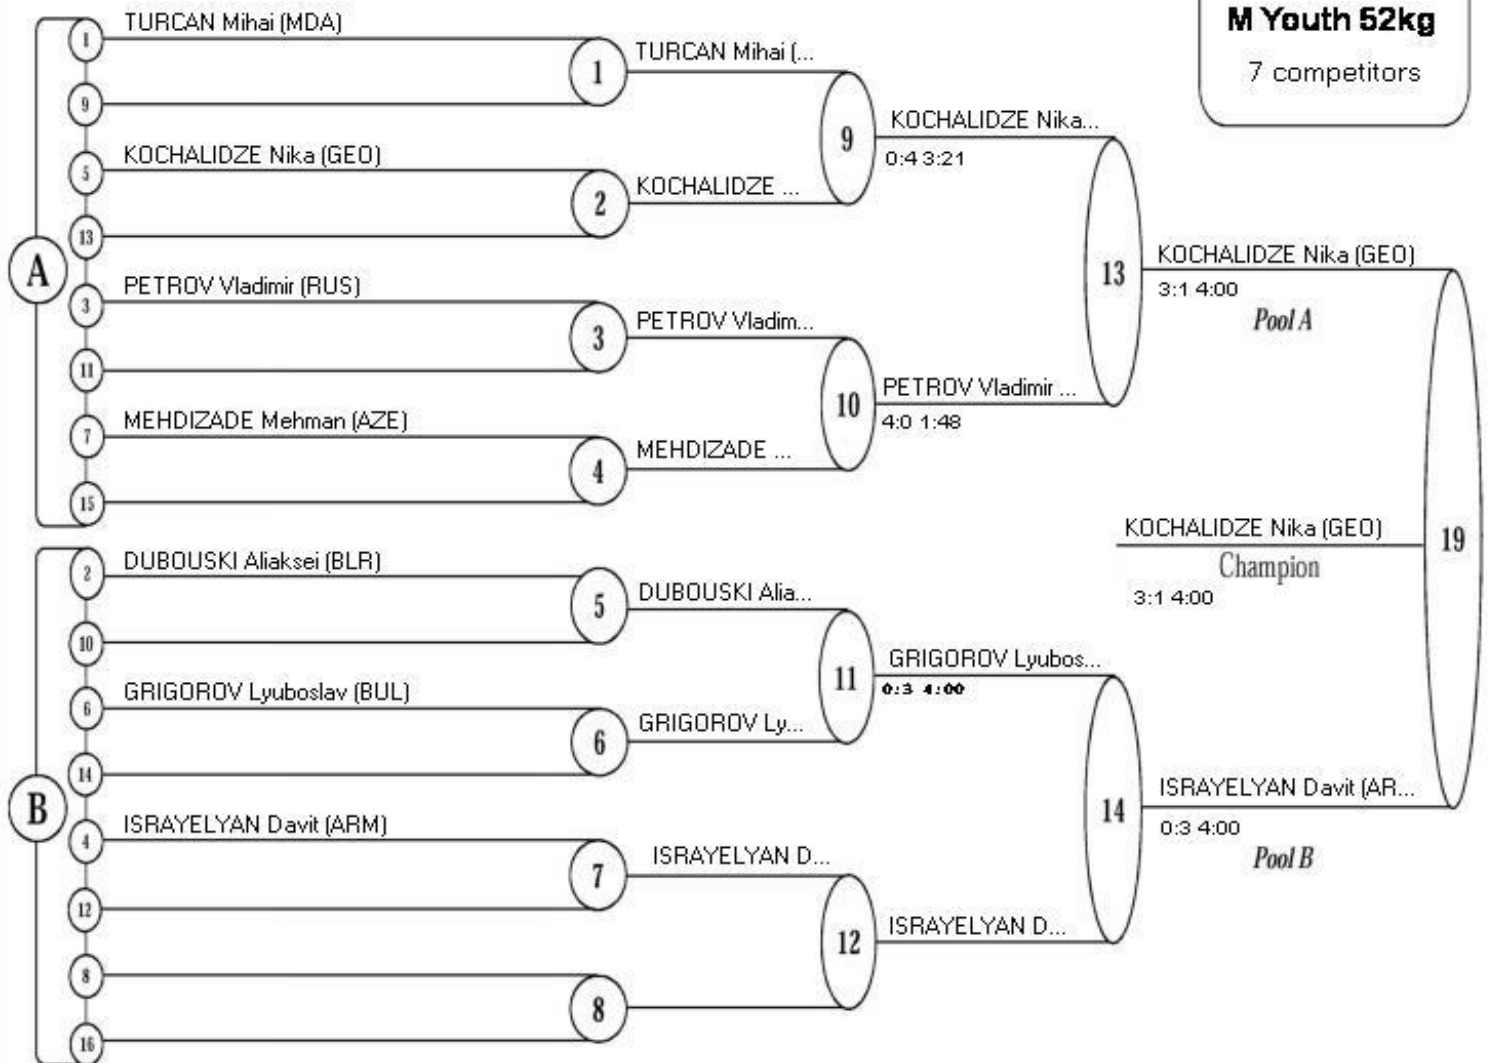 M Youth 52kg
7 competitors
A
1
TURCAN Mihai (MDA)
9
5
KOCHALIDZE Nika (GEO)
13
3
PETROV Vladimir (RUS)
11
7
MEHDIZADE Mehman (AZE)
15
B
2
DUBOUSKI Aliaksei (BLR)
10
6
GRIGOROV Lyuboslav (BUL)
14
4
ISRAYELYAN Davit (ARM)
12
8
16
1
TURCAN Mihai (...
2
KOCHALIDZE ...
3
PETROV Vladim...
4
MEHDIZADE ...
5
DUBOUSKI Alia...
6
GRIGOROV Ly...
7
ISRAYELYAN D...
8
9
KOCHALIDZE Nika...
0:4 3:21
10
PETROV Vladimir ...
4:0 1:48
11
GRIGOROV Lyubos...
0:3 4:00
12
ISRAYELYAN D...
13
KOCHALIDZE Nika (GEO)
3:1 4:00
Pool A
14
ISRAYELYAN Davit (AR...
0:3 4:00
Pool B
19
KOCHALIDZE Nika (GEO)
Champion
3:1 4:00